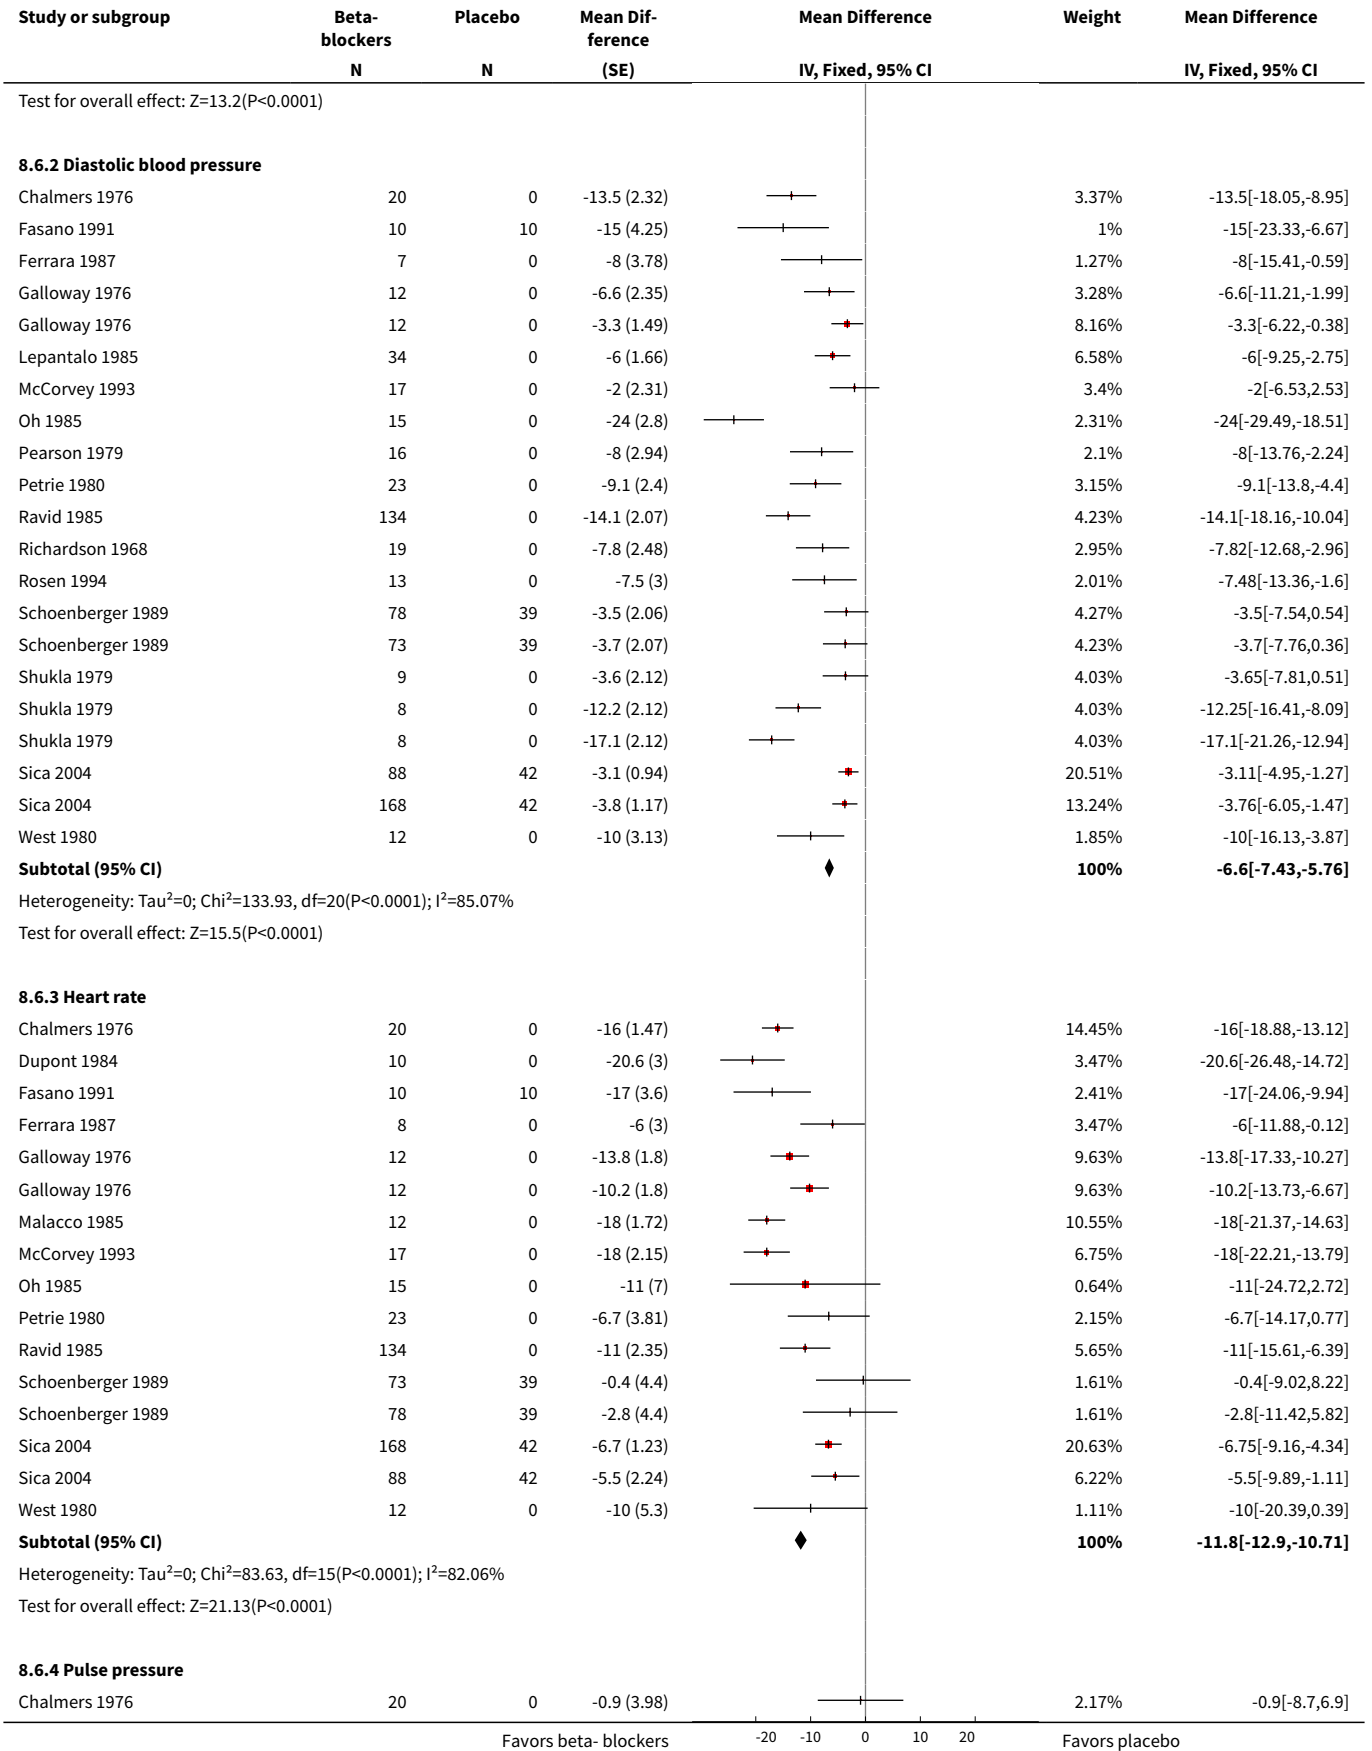 Study or subgroup Beta-blockers Placebo Mean Difference Mean Difference Weight Mean Difference
N N (SE) IV, Fixed, 95% CI IV, Fixed, 95% CI
Test for overall effect: Z=13.2(P<0.0001)
8.6.2 Diastolic blood pressure
Chalmers 1976 20 0 -13.5 (2.32) 3.37% -13.5[-18.05,-8.95]
Fasano 1991 10 10 -15 (4.25) 1% -15[-23.33,-6.67]
Ferrara 1987 7 0 -8 (3.78) 1.27% -8[-15.41,-0.59]
Galloway 1976 12 0 -6.6 (2.35) 3.28% -6.6[-11.21,-1.99]
Galloway 1976 12 0 -3.3 (1.49) 8.16% -3.3[-6.22,-0.38]
Lepantalo 1985 34 0 -6 (1.66) 6.58% -6[-9.25,-2.75]
McCorvey 1993 17 0 -2 (2.31) 3.4% -2[-6.53,2.53]
Oh 1985 15 0 -24 (2.8) 2.31% -24[-29.49,-18.51]
Pearson 1979 16 0 -8 (2.94) 2.1% -8[-13.76,-2.24]
Petrie 1980 23 0 -9.1 (2.4) 3.15% -9.1[-13.8,-4.4]
Ravid 1985 134 0 -14.1 (2.07) 4.23% -14.1[-18.16,-10.04]
Richardson 1968 19 0 -7.8 (2.48) 2.95% -7.82[-12.68,-2.96]
Rosen 1994 13 0 -7.5 (3) 2.01% -7.48[-13.36,-1.6]
Schoenberger 1989 78 39 -3.5 (2.06) 4.27% -3.5[-7.54,0.54]
Schoenberger 1989 73 39 -3.7 (2.07) 4.23% -3.7[-7.76,0.36]
Shukla 1979 9 0 -3.6 (2.12) 4.03% -3.65[-7.81,0.51]
Shukla 1979 8 0 -12.2 (2.12) 4.03% -12.25[-16.41,-8.09]
Shukla 1979 8 0 -17.1 (2.12) 4.03% -17.1[-21.26,-12.94]
Sica 2004 88 42 -3.1 (0.94) 20.51% -3.11[-4.95,-1.27]
Sica 2004 168 42 -3.8 (1.17) 13.24% -3.76[-6.05,-1.47]
West 1980 12 0 -10 (3.13) 1.85% -10[-16.13,-3.87]
Subtotal (95% CI) 100% -6.6[-7.43,-5.76]
Heterogeneity: Tau²=0; Chi²=133.93, df=20(P<0.0001); I²=85.07%
Test for overall effect: Z=15.5(P<0.0001)
8.6.3 Heart rate
Chalmers 1976 20 0 -16 (1.47) 14.45% -16[-18.88,-13.12]
Dupont 1984 10 0 -20.6 (3) 3.47% -20.6[-26.48,-14.72]
Fasano 1991 10 10 -17 (3.6) 2.41% -17[-24.06,-9.94]
Ferrara 1987 8 0 -6 (3) 3.47% -6[-11.88,-0.12]
Galloway 1976 12 0 -13.8 (1.8) 9.63% -13.8[-17.33,-10.27]
Galloway 1976 12 0 -10.2 (1.8) 9.63% -10.2[-13.73,-6.67]
Malacco 1985 12 0 -18 (1.72) 10.55% -18[-21.37,-14.63]
McCorvey 1993 17 0 -18 (2.15) 6.75% -18[-22.21,-13.79]
Oh 1985 15 0 -11 (7) 0.64% -11[-24.72,2.72]
Petrie 1980 23 0 -6.7 (3.81) 2.15% -6.7[-14.17,0.77]
Ravid 1985 134 0 -11 (2.35) 5.65% -11[-15.61,-6.39]
Schoenberger 1989 73 39 -0.4 (4.4) 1.61% -0.4[-9.02,8.22]
Schoenberger 1989 78 39 -2.8 (4.4) 1.61% -2.8[-11.42,5.82]
Sica 2004 168 42 -6.7 (1.23) 20.63% -6.75[-9.16,-4.34]
Sica 2004 88 42 -5.5 (2.24) 6.22% -5.5[-9.89,-1.11]
West 1980 12 0 -10 (5.3) 1.11% -10[-20.39,0.39]
Subtotal (95% CI) 100% -11.8[-12.9,-10.71]
Heterogeneity: Tau²=0; Chi²=83.63, df=15(P<0.0001); I²=82.06%
Test for overall effect: Z=21.13(P<0.0001)
8.6.4 Pulse pressure
Chalmers 1976 20 0 -0.9 (3.98) 2.17% -0.9[-8.7,6.9]
Favors beta- blockers -20 -10 0 10 20 Favors placebo